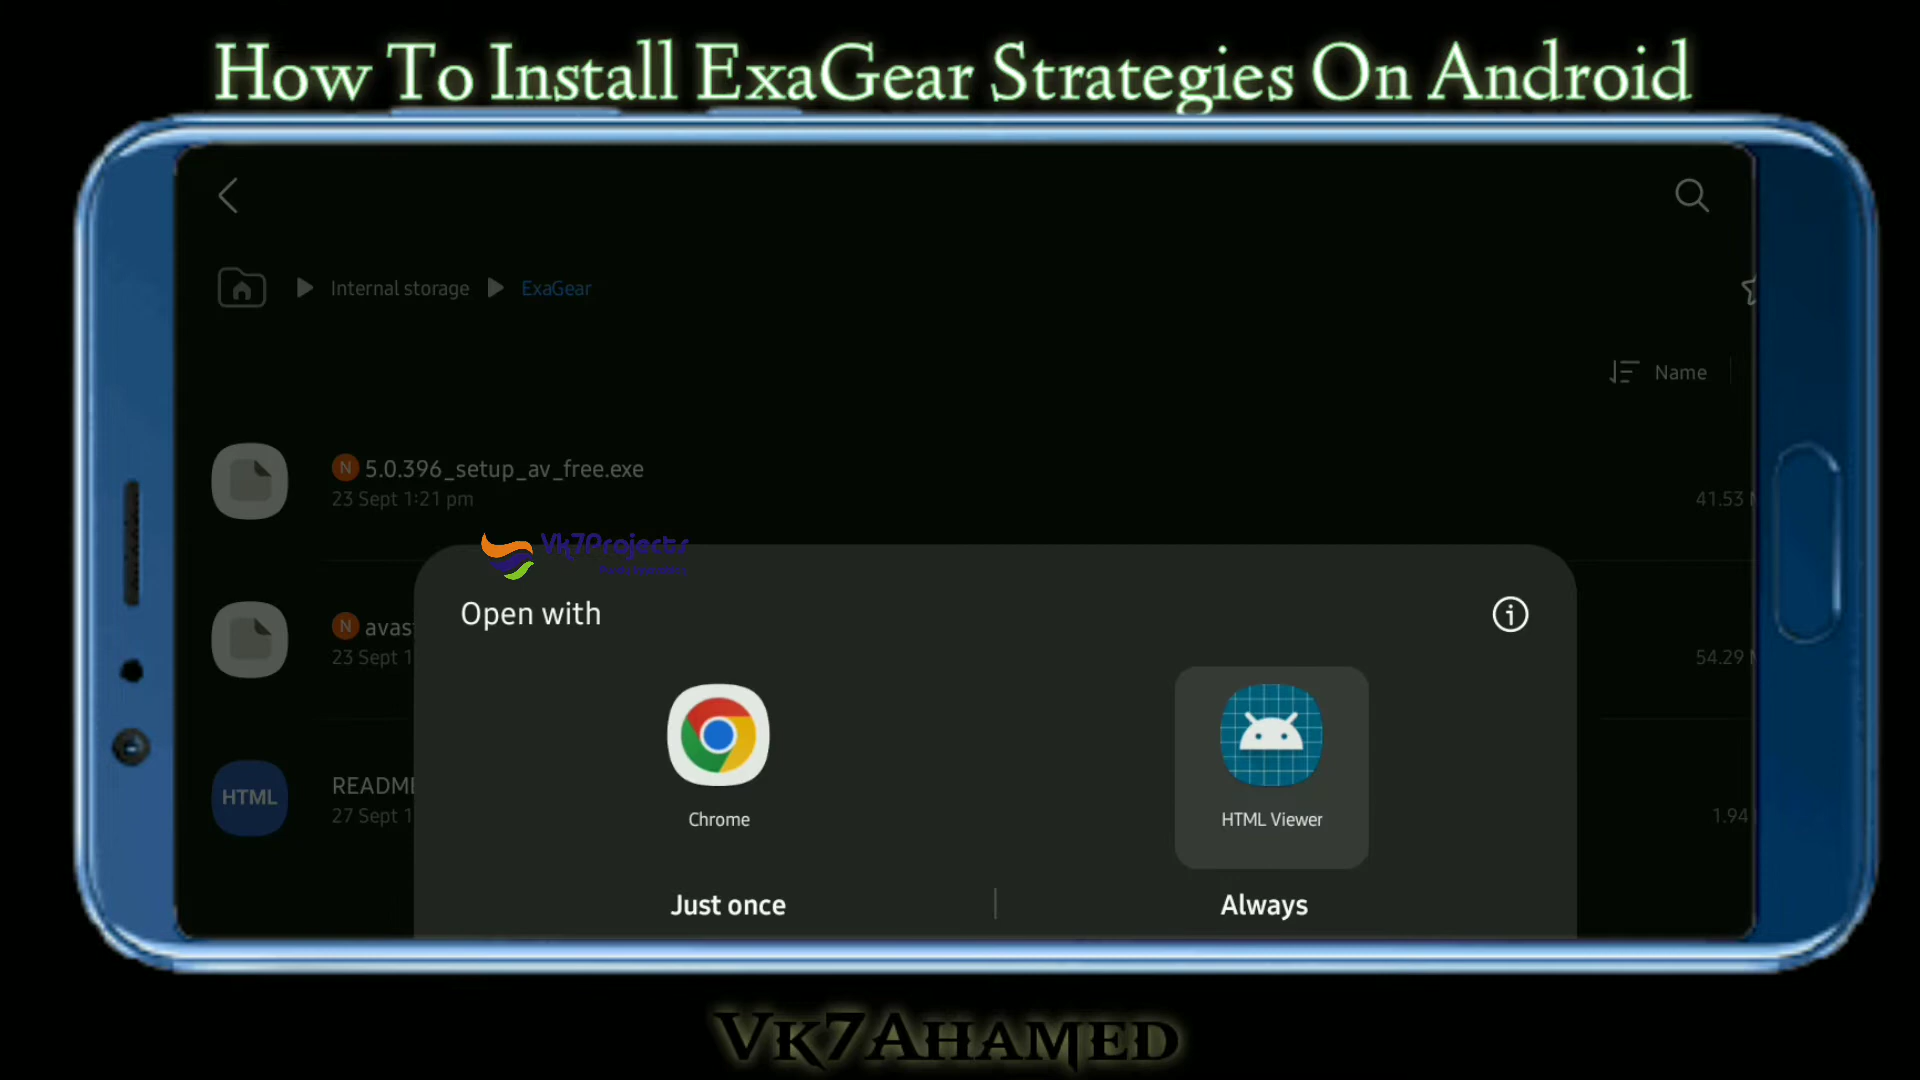 How To Install ExaGear Strategies On Android
Internal storage
ExaGear
Name
N 5.0.396_setup_av_free.exe
23 Sept 1:21 pm
41.53
Vk7Projects
Open with
N avas
23 Sept 1
54.29
HTML
README
27 Sept 1
1.94
Chrome
HTML Viewer
Just once
Always
Vk7Ahamed